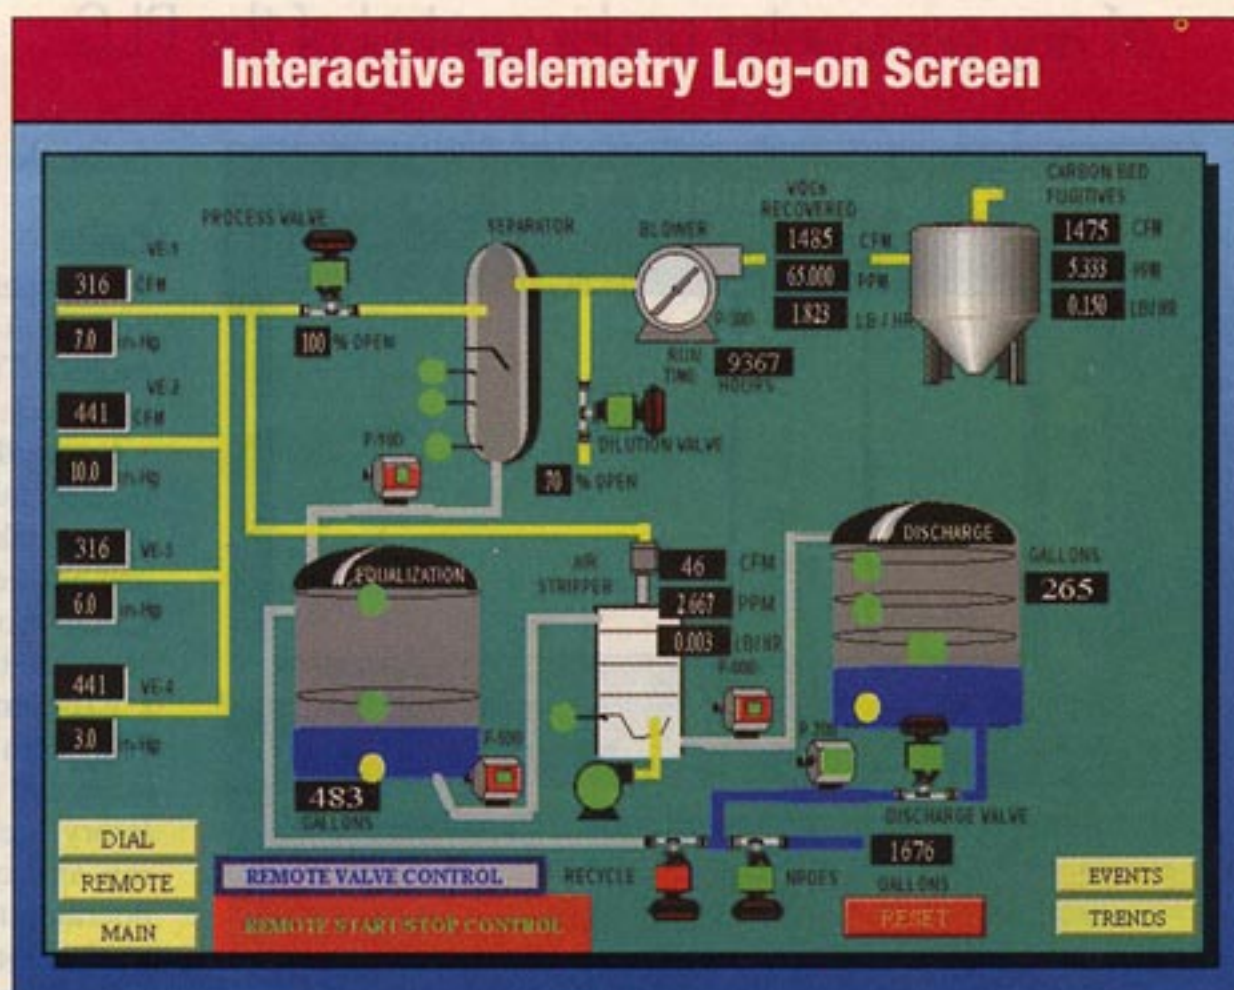 Interactive Telemetry Log-on Screen
PROCESS VALVE
SEPARATOR
BLOWER
VOCs
RECOVERED
1485 CFM
65.000 PPM
1.823 LB / HR
CARBON BED
FUGITIVES
1475 CFM
5.333 PPM
0.150 LB/HR
VE-1
316 CFM
7.0 in-Hg
100 % OPEN
RUN
TIME 9367
HOURS
VE-2
441 CFM
10.0 in-Hg
DILUTION VALVE
70 % OPEN
VE-3
316
6.0 in-Hg
EQUALIZATION
AIR
STRIPPER
46 CFM
2.667 PPM
0.003 LB/HR
DISCHARGE
GALLONS
265
441
3.0 in-Hg
483
GALLONS
DISCHARGE VALVE
1676
GALLONS
RECYCLE
NPDES
DIAL
REMOTE
MAIN
REMOTE VALVE CONTROL
REMOTE START STOP CONTROL
RESET
EVENTS
TRENDS